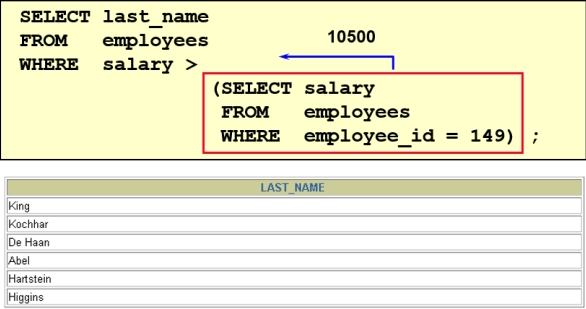 SELECT last_name
FROM employees
WHERE salary >
10500
(SELECT salary
FROM employees
WHERE employee_id = 149) ;
LAST_NAME
King
Kochhar
De Haan
Abel
Hartstein
Higgins